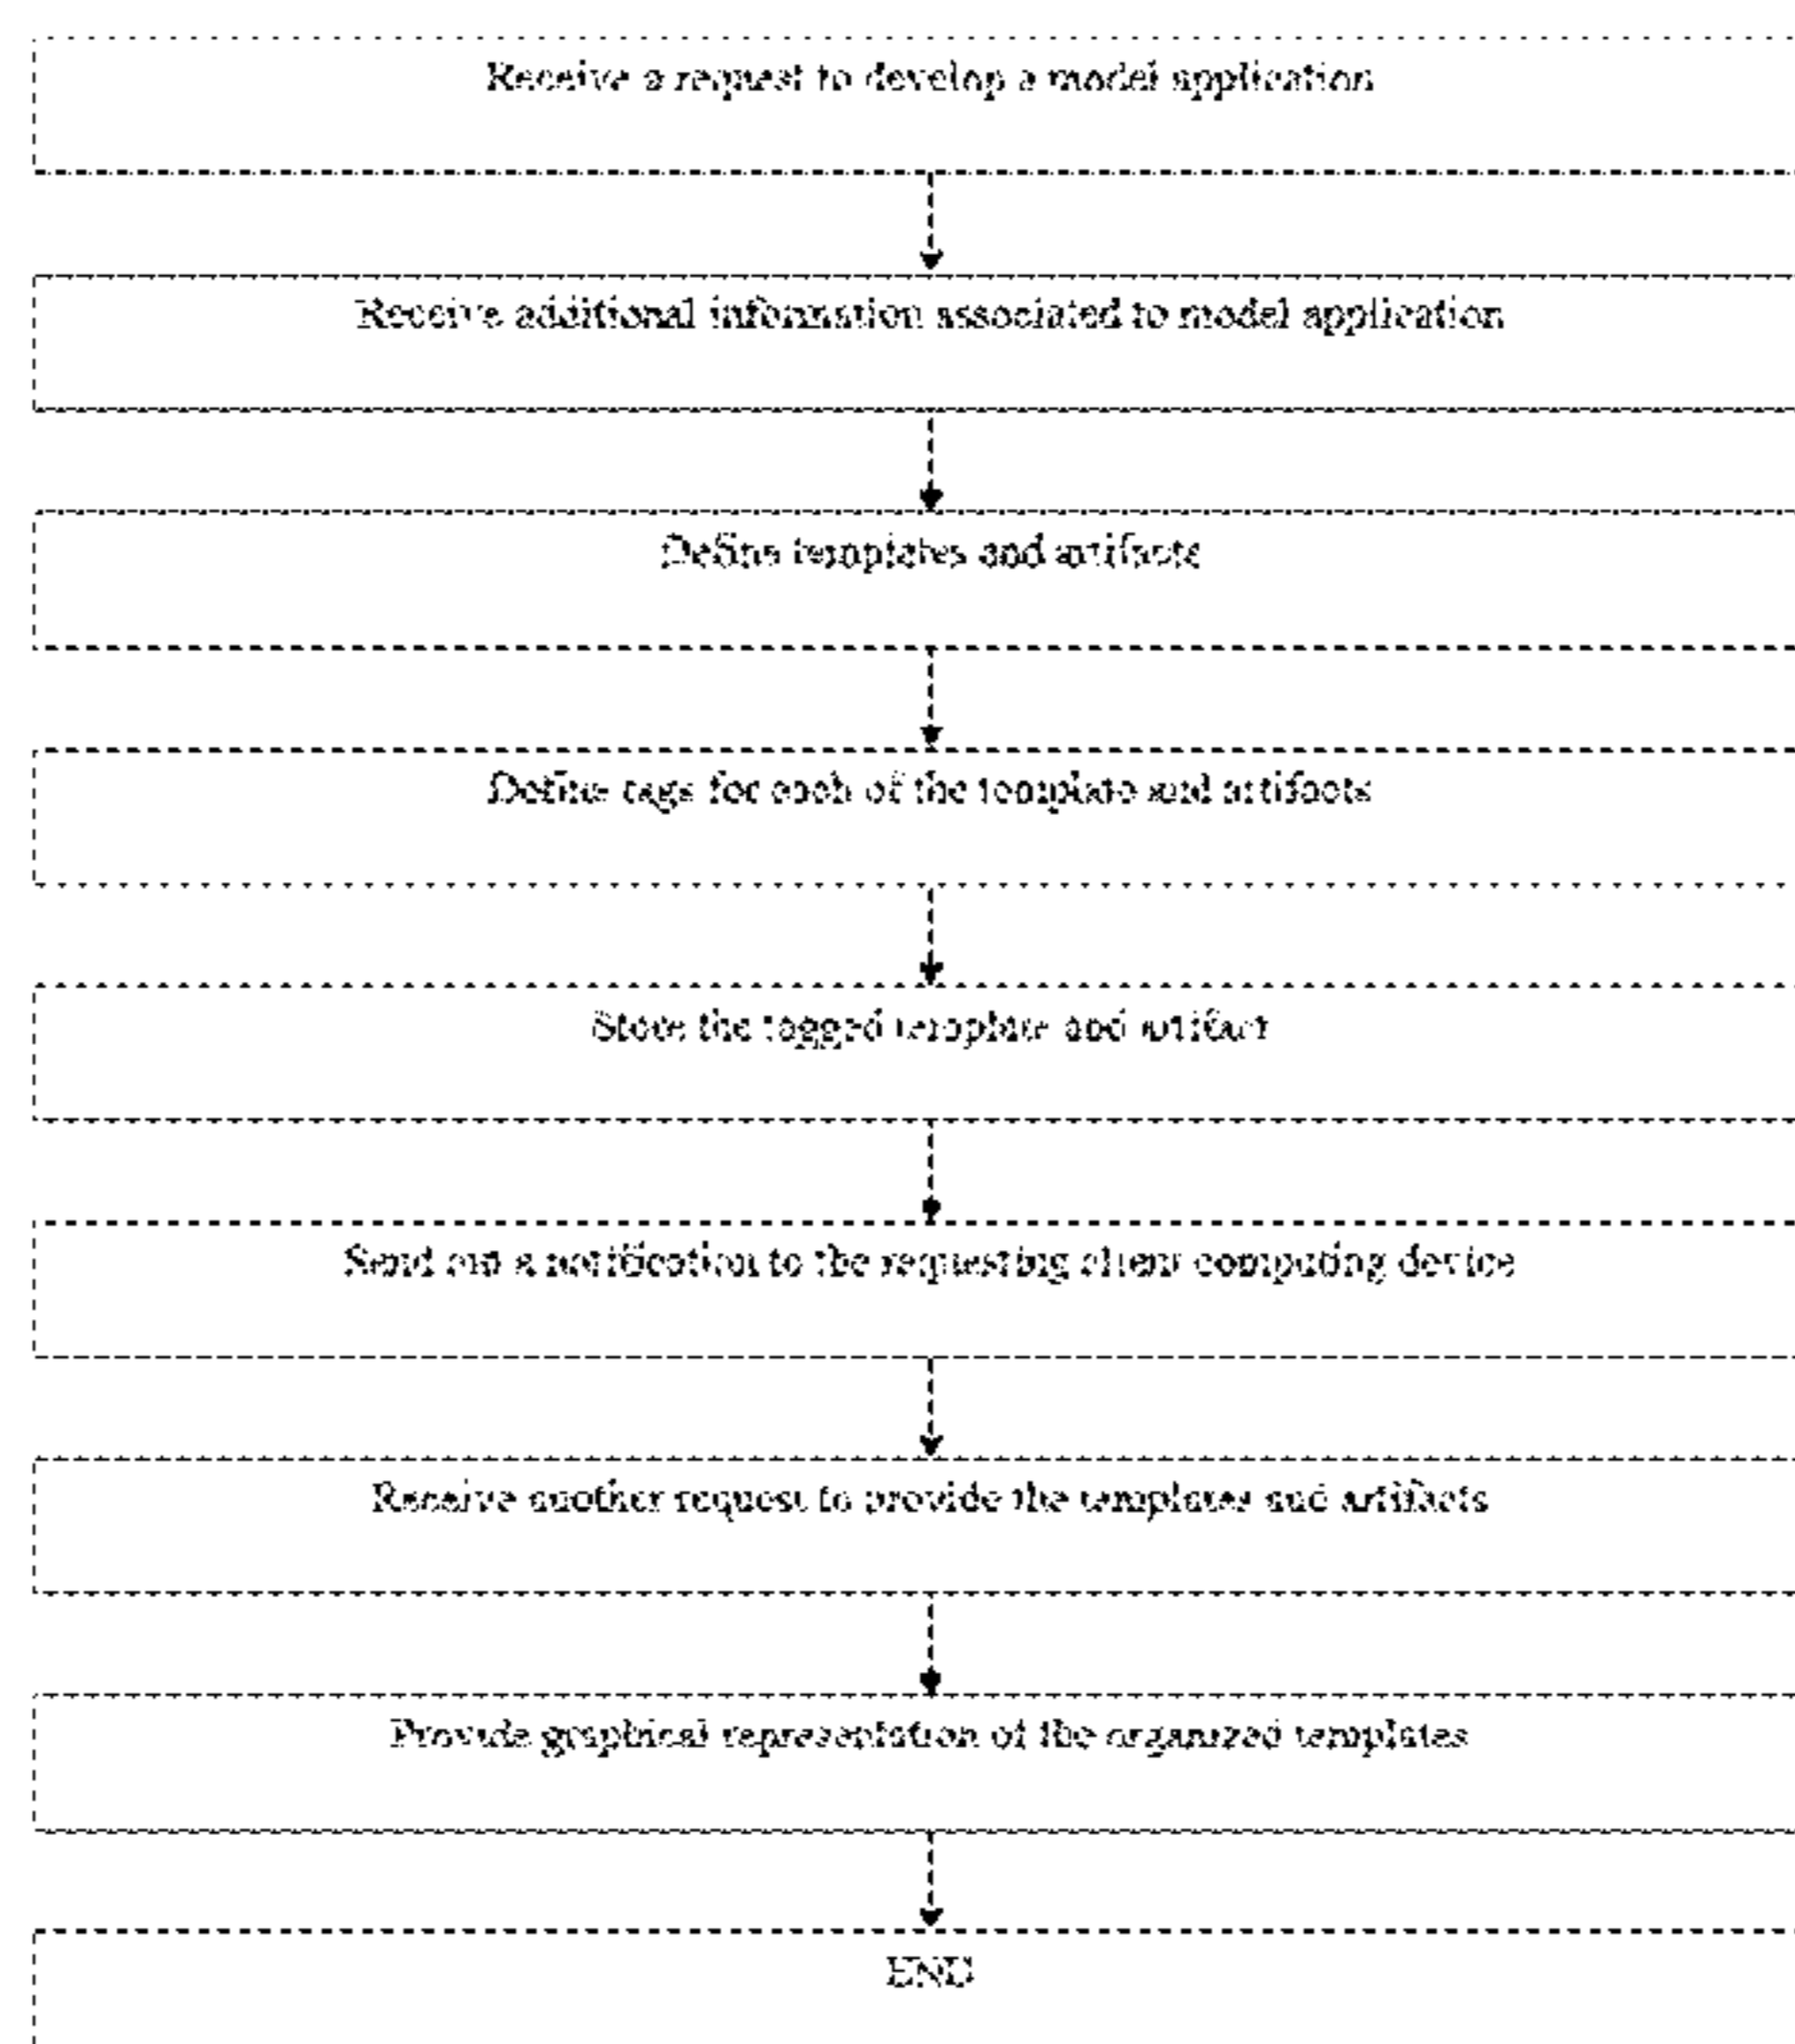 Receive a request to develop a model application
Receive additional information associated to model application
Define templates and artifacts
Define tags for each of the template and artifacts
Store the tagged template and artifact
Send out a notification to the requesting client computing device
Receive another request to provide the templates and artifacts
Provide graphical representation of the organized templates
END